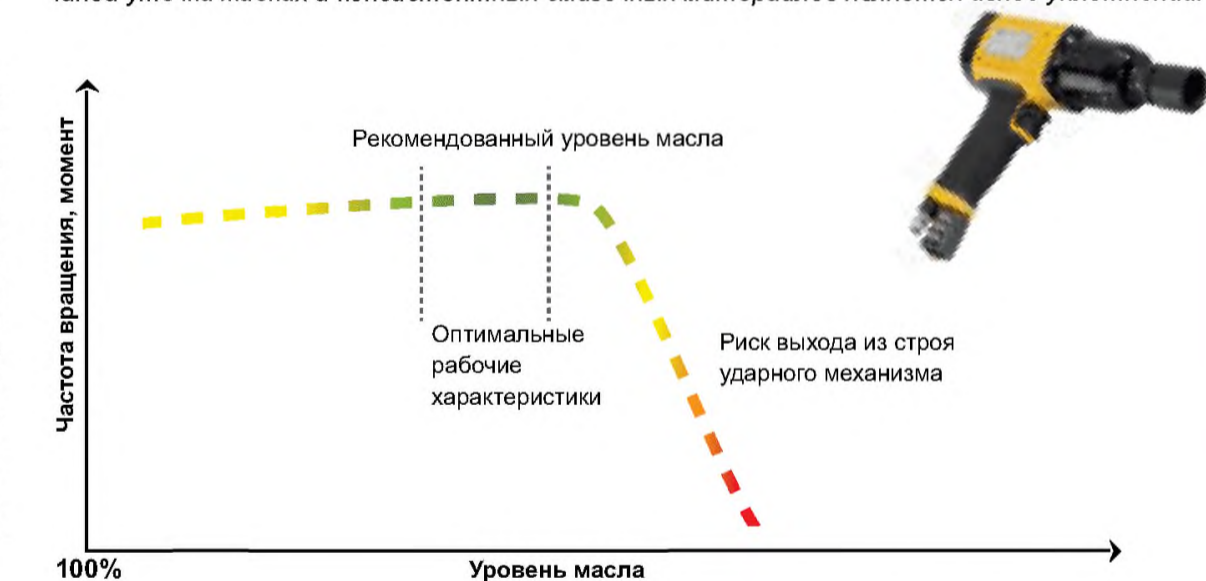 Частота вращения, момент
Рекомендованный уровень масла
Оптимальные
рабочие
характеристики
Риск выхода из строя
ударного механизма
100%
Уровень масла